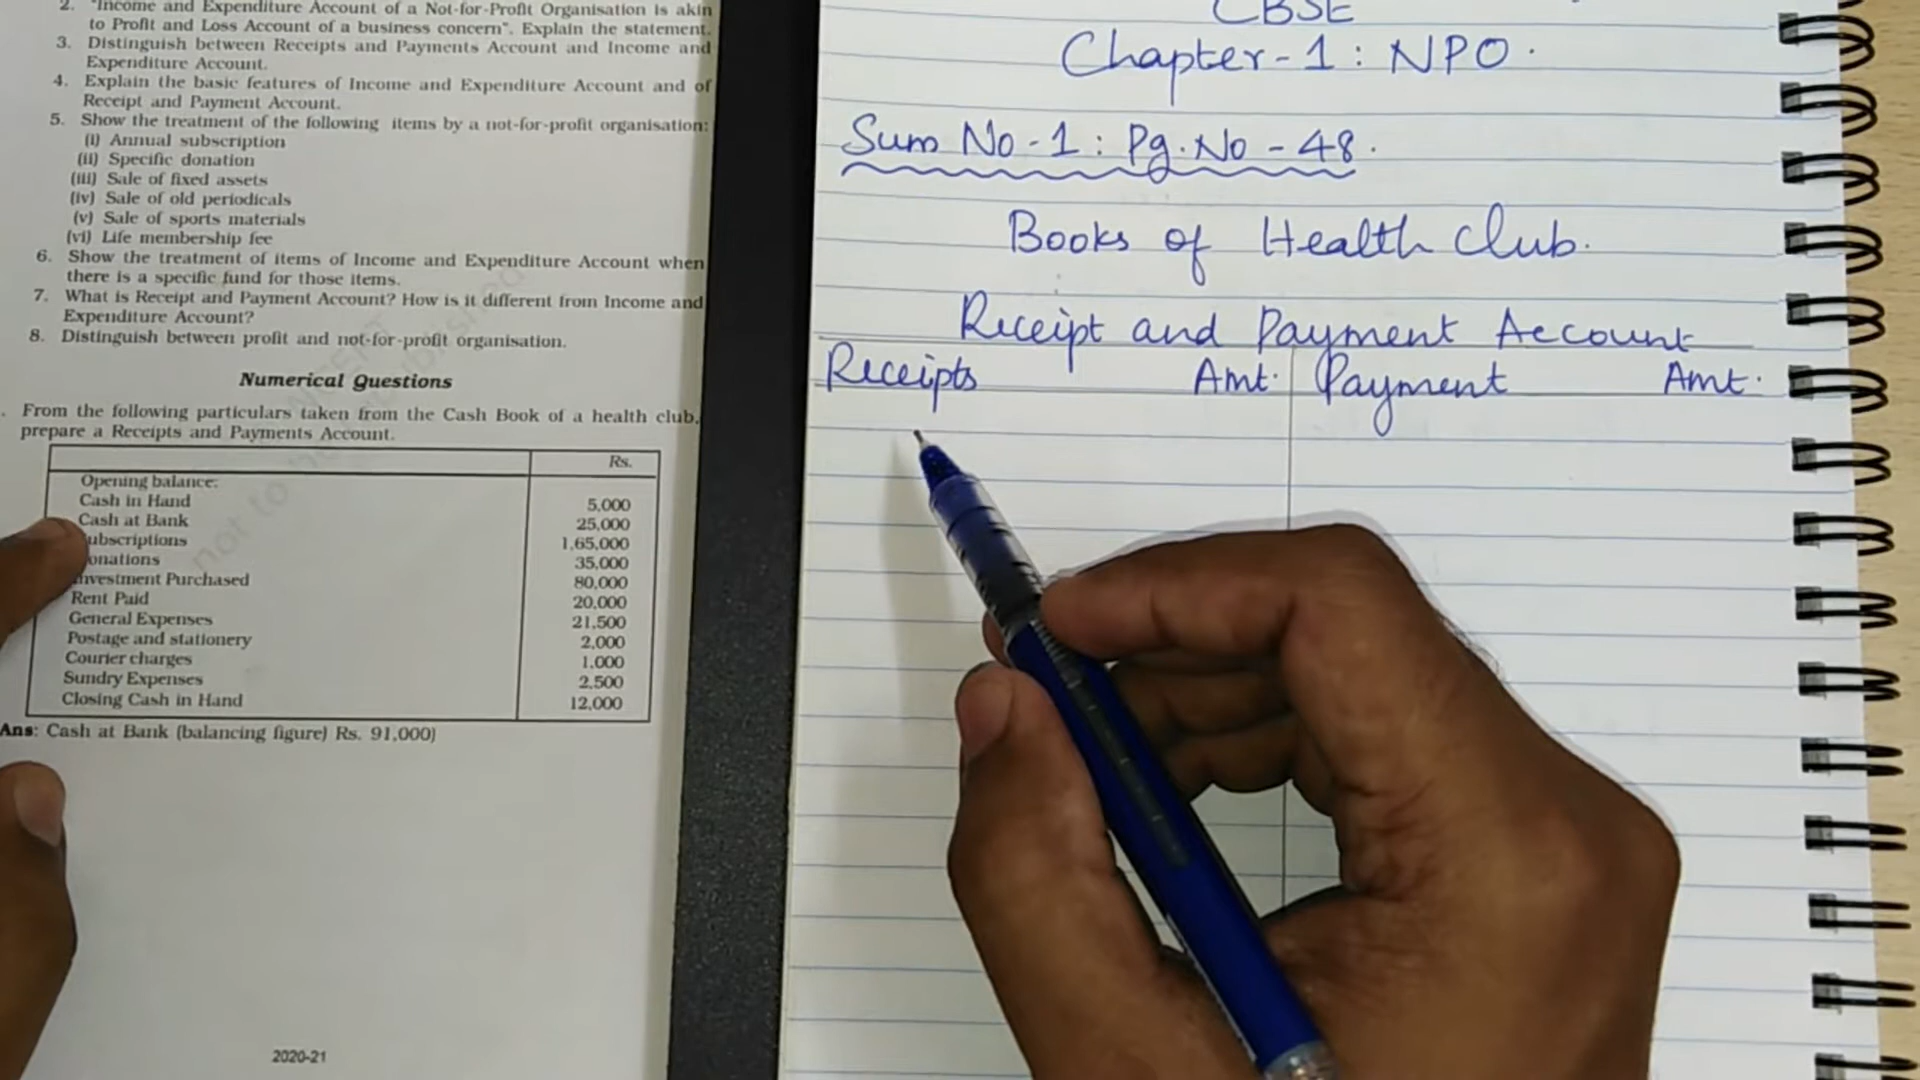 2. "Income and Expenditure Account of a Not-for-Profit Organisation is akin
to Profit and Loss Account of a business concern". Explain the statement.
3. Distinguish between Receipts and Payments Account and Income and
Expenditure Account.
4. Explain the basic features of Income and Expenditure Account and of
Receipt and Payment Account.
5. Show the treatment of the following items by a not-for-profit organisation:
(i) Annual subscription
(ii) Specific donation
(iii) Sale of fixed assets
(iv) Sale of old periodicals
(v) Sale of sports materials
(vi) Life membership fee
6. Show the treatment of items of Income and Expenditure Account when
there is a specific fund for those items.
7. What is Receipt and Payment Account? How is it different from Income and
Expenditure Account?
8. Distinguish between profit and not-for-profit organisation.
Numerical Questions
. From the following particulars taken from the Cash Book of a health club,
prepare a Receipts and Payments Account.
Rs.
Opening balance:
Cash in Hand 5,000
Cash at Bank 25,000
ubscriptions 1,65,000
onations 35,000
nvestment Purchased 80,000
Rent Paid 20,000
General Expenses 21,500
Postage and stationery 2,000
Courier charges 1,000
Sundry Expenses 2,500
Closing Cash in Hand 12,000
Ans: Cash at Bank (balancing figure) Rs. 91,000)
2020-21
CBSE
Chapter-1: NPO.
Sum No-1: Pg.No-48.
Books of Health Club.
Receipt and Payment Account
Receipts Amt. Payment Amt.